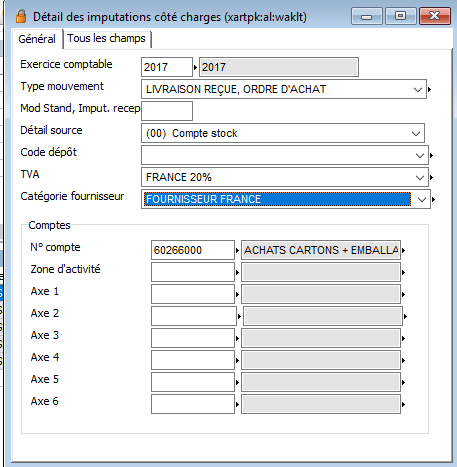 Détail des imputations côté charges (xartpk:al:waklt)
Général Tous les champs
Exercice comptable 2017 2017
Type mouvement LIVRAISON REÇUE, ORDRE D'ACHAT
Mod Stand, Imput. recep
Détail source (00) Compte stock
Code dépôt
TVA FRANCE 20%
Catégorie fournisseur FOURNISSEUR FRANCE
Comptes
N° compte 60266000 ACHATS CARTONS + EMBALLA
Zone d'activité
Axe 1
Axe 2
Axe 3
Axe 4
Axe 5
Axe 6